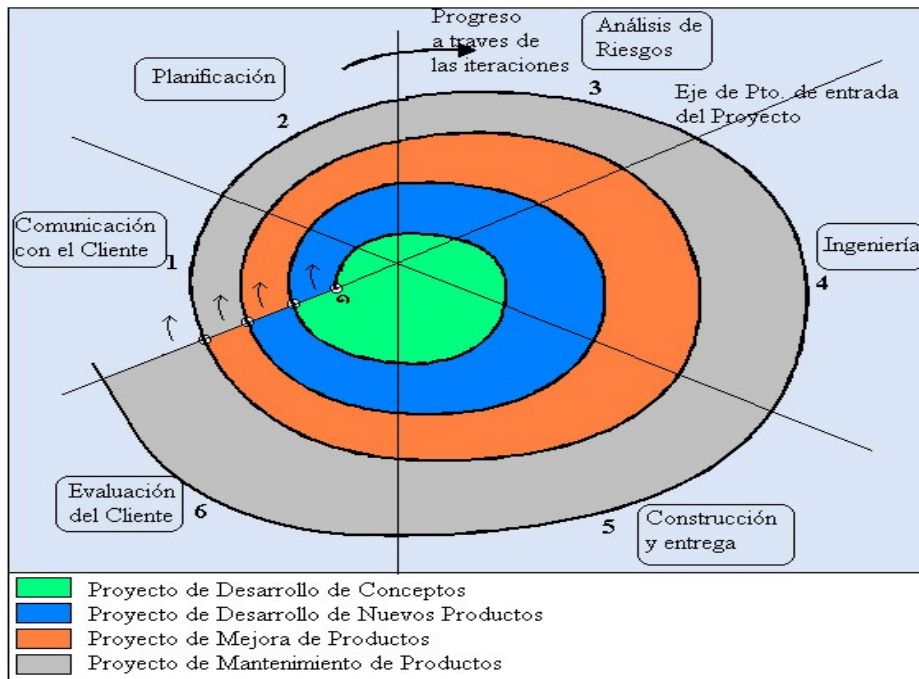 Progreso
a traves de
las iteraciones
Análisis de
Riesgos
3
Planificación
2
Eje de Pto. de entrada
del Proyecto
Comunicación
con el Cliente
1
Ingeniería
4
Evaluación
del Cliente
6
5
Construcción
y entrega
Proyecto de Desarrollo de Conceptos
Proyecto de Desarrollo de Nuevos Productos
Proyecto de Mejora de Productos
Proyecto de Mantenimiento de Productos